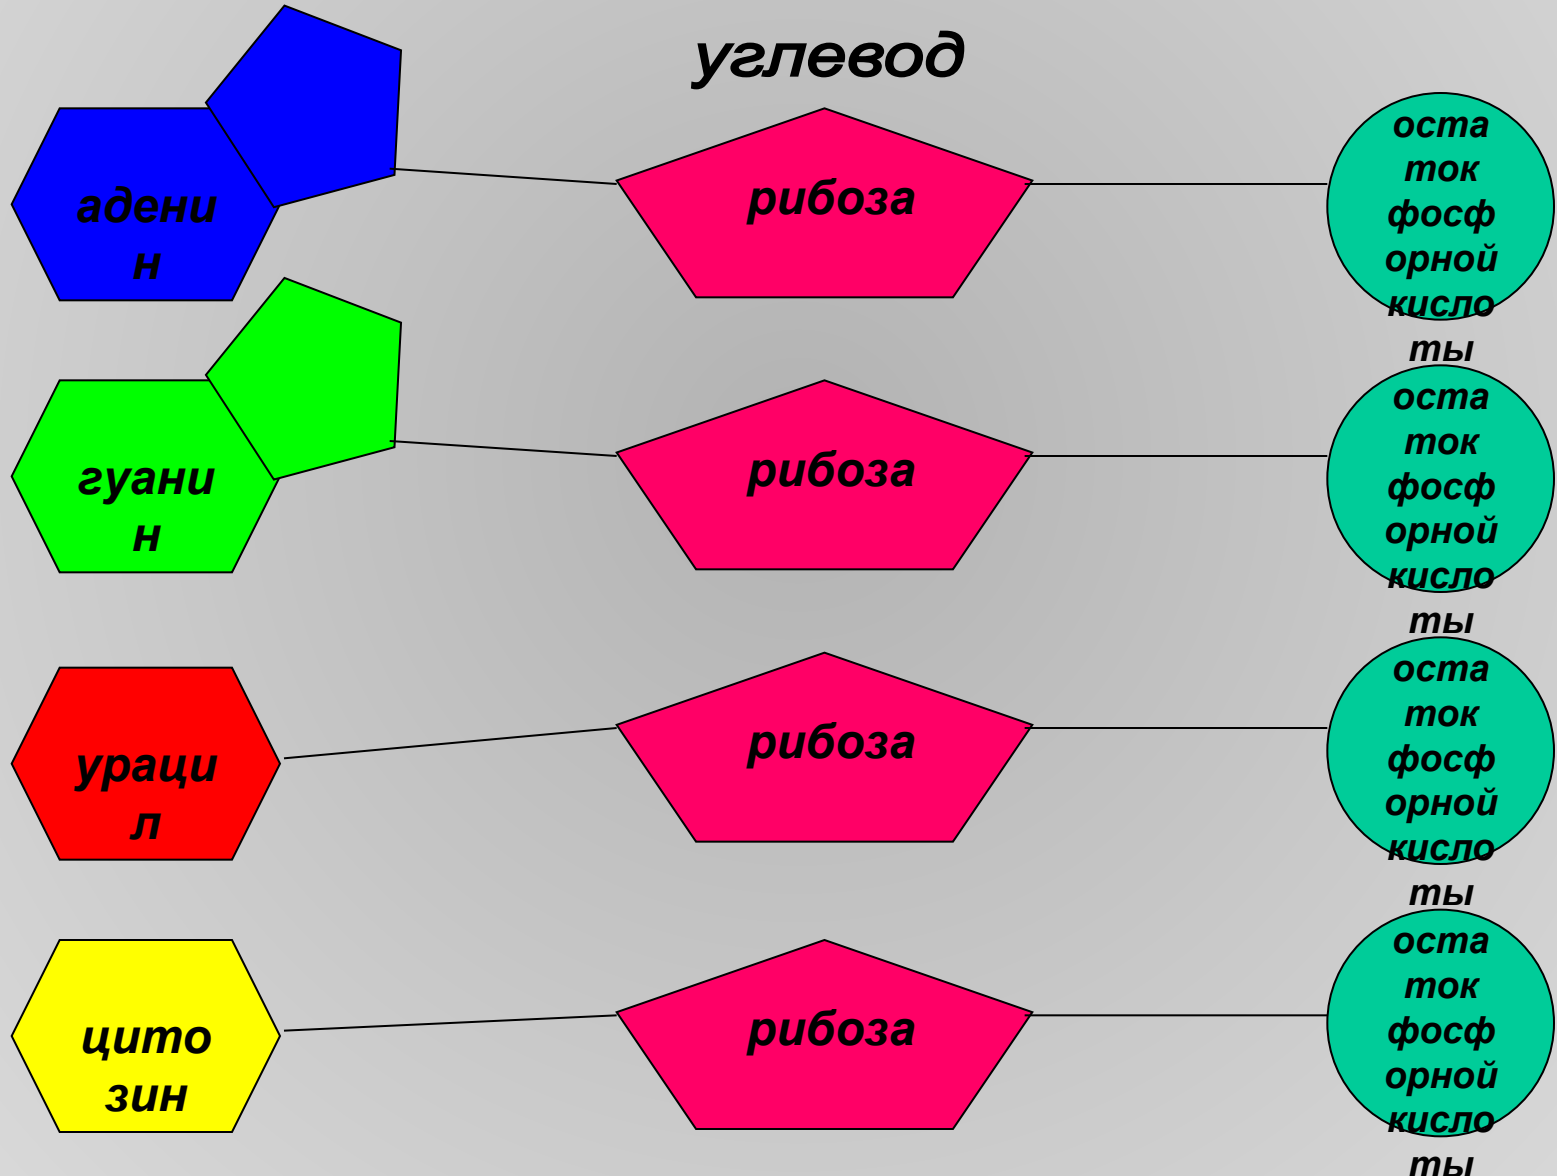 углевод
адени
н
рибоза
оста
ток
фосф
орной
кисло
ты
гуани
н
рибоза
оста
ток
фосф
орной
кисло
ты
ураци
л
рибоза
оста
ток
фосф
орной
кисло
ты
цито
зин
рибоза
оста
ток
фосф
орной
кисло
ты